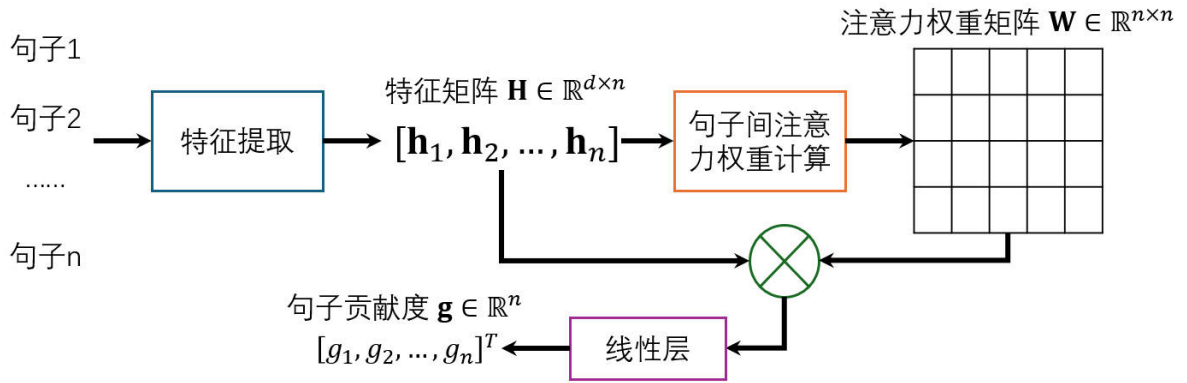 句子1
句子2
……
句子n
特征提取
特征矩阵 H ∈ ℝ^{d×n}
[h₁, h₂, …, hₙ]
句子间注意
力权重计算
注意力权重矩阵 W ∈ ℝ^{n×n}
句子贡献度 g ∈ ℝ^n
[g₁, g₂, …, gₙ]^T
线性层